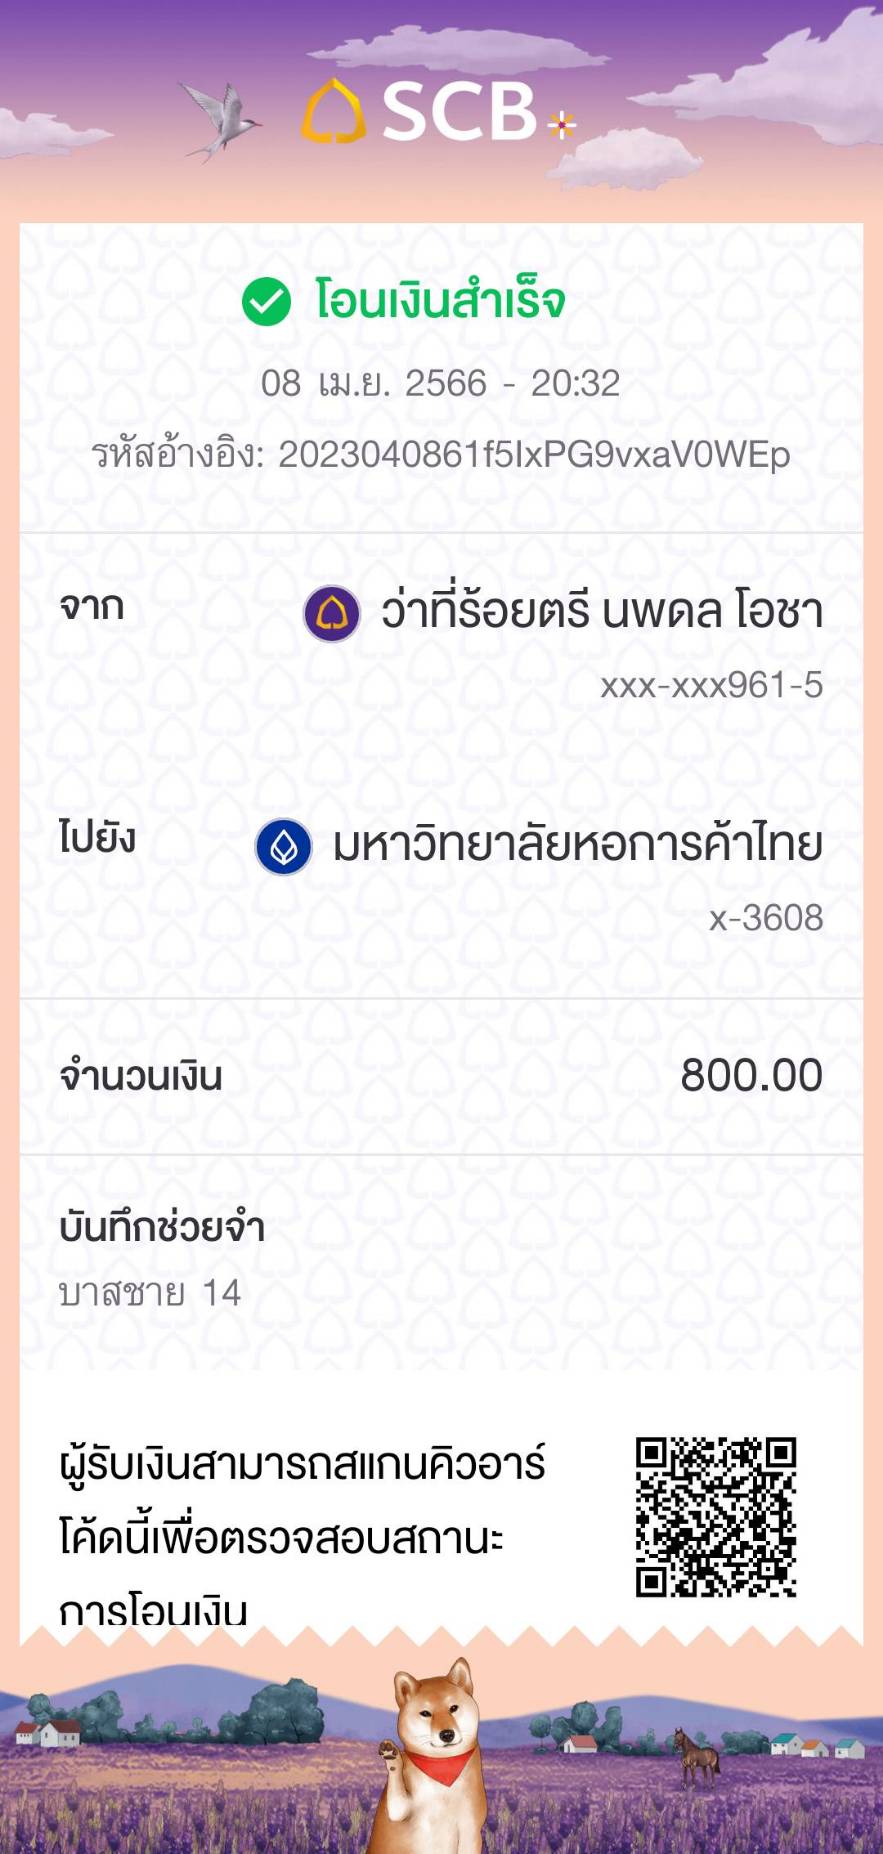 SCB
โอนเงินสำเร็จ
08 เม.ย. 2566 - 20:32
รหัสอ้างอิง: 2023040861f5IxPG9vxaV0WEp
จาก
ว่าที่ร้อยตรี นพดล โอชา
xxx-xxx961-5
ไปยัง
มหาวิทยาลัยหอการค้าไทย
x-3608
จำนวนเงิน
800.00
บันทึกช่วยจำ
บาสชาย 14
ผู้รับเงินสามารถสแกนคิวอาร์
โค้ดนี้เพื่อตรวจสอบสถานะ
การโอนเงิน